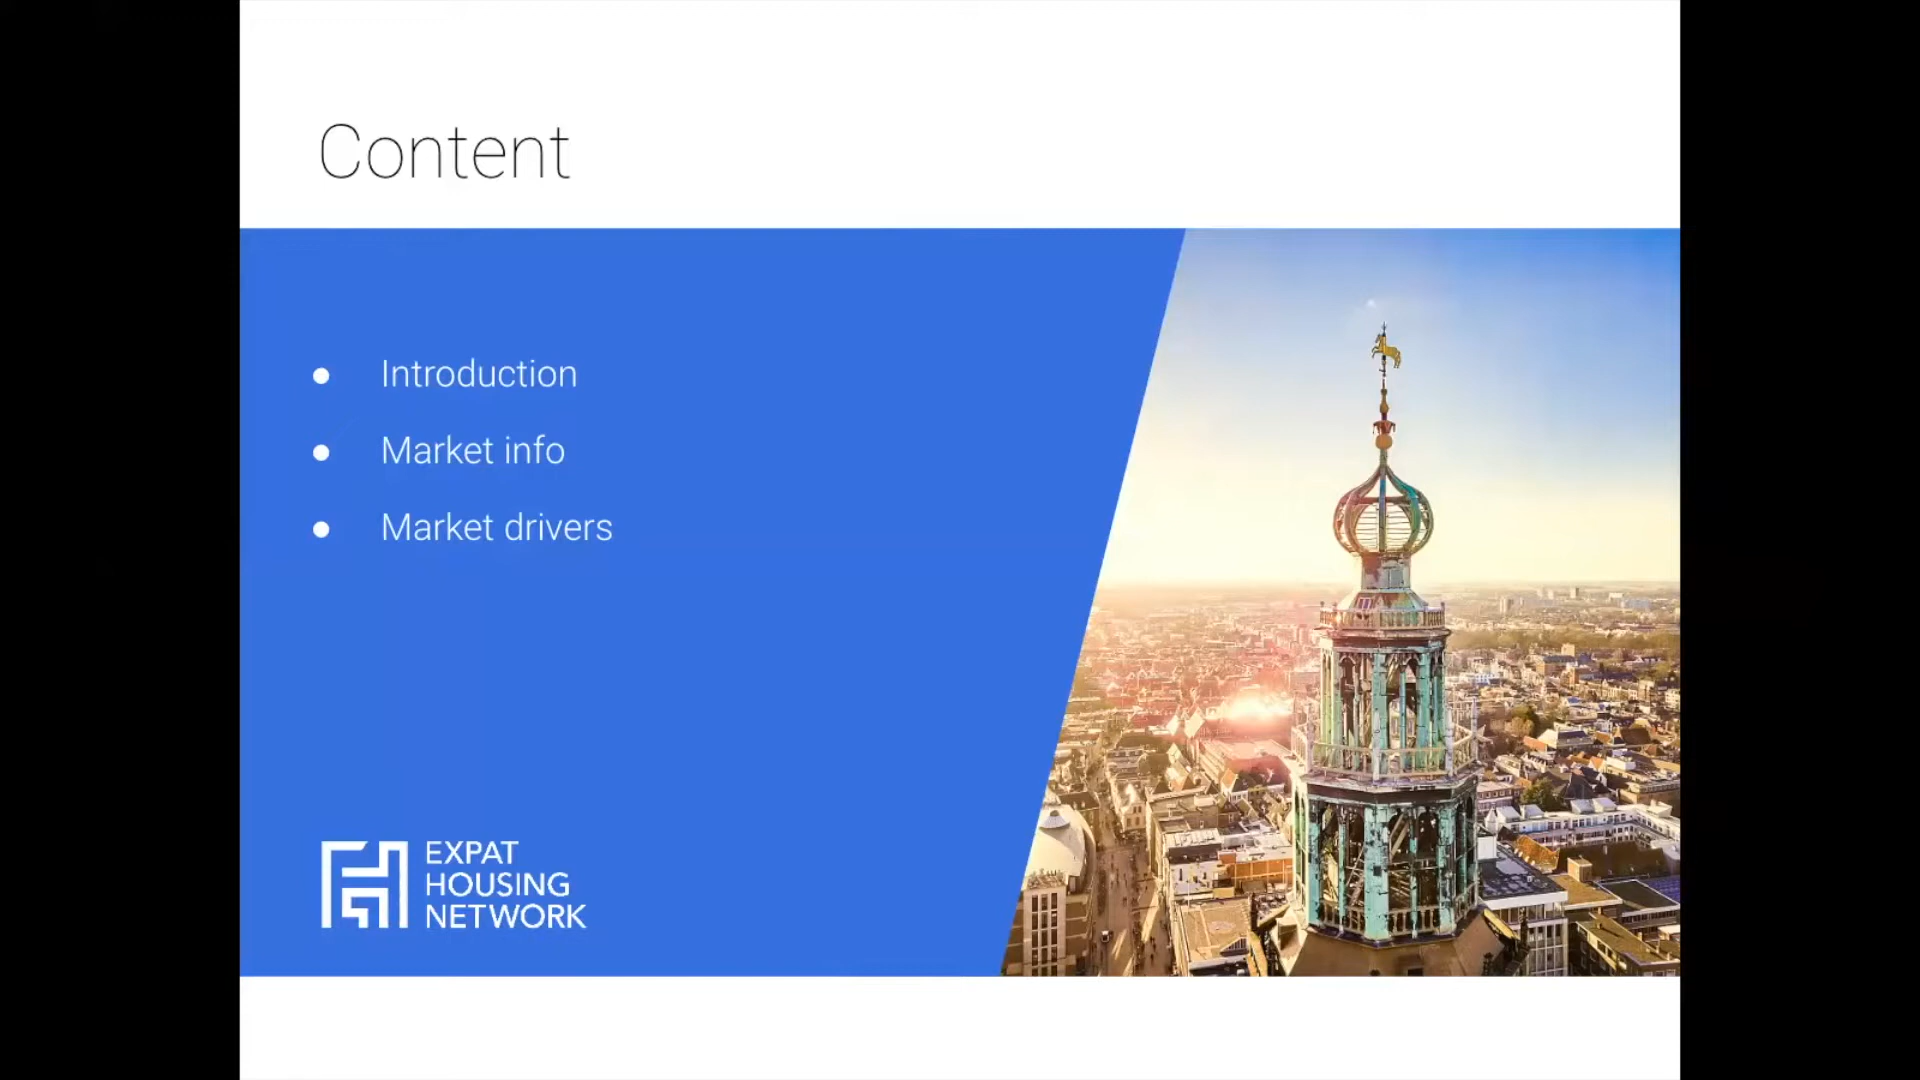 Content
Introduction
Market info
Market drivers
EXPAT
HOUSING
NETWORK